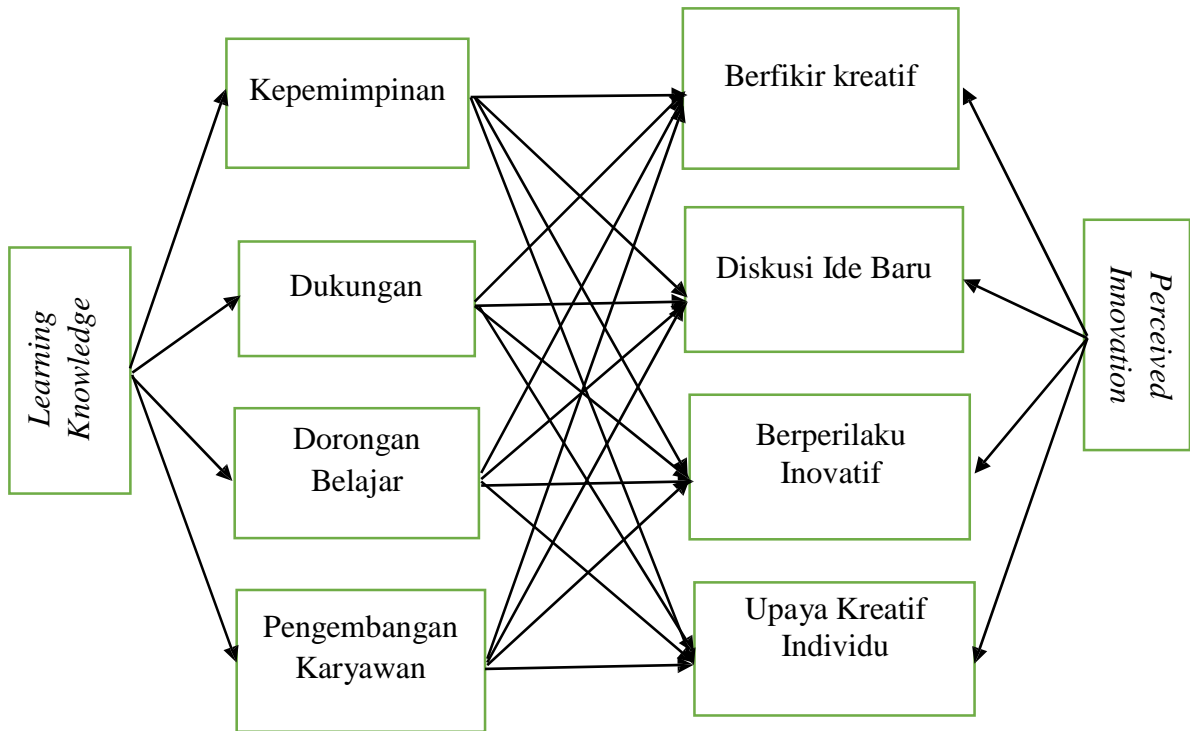 Kepemimpinan
Berfikir kreatif
Learning
Knowledge
Dukungan
Diskusi Ide Baru
Perceived
Innovation
Dorongan
Belajar
Berperilaku
Inovatif
Pengembangan
Karyawan
Upaya Kreatif
Individu